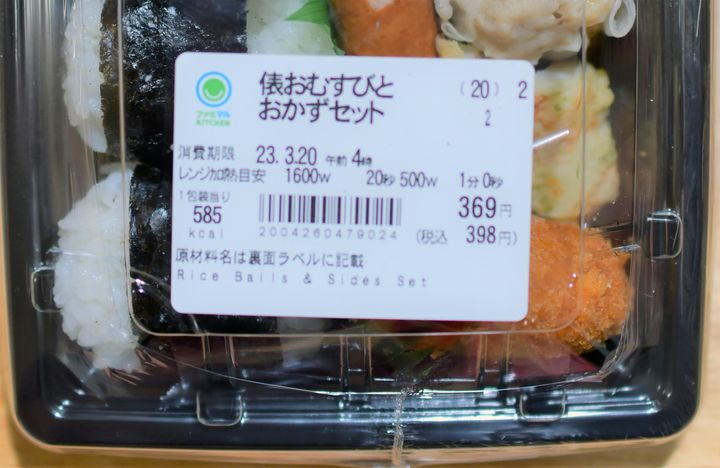 俵おむすびと
おかずセット
(20) 2
2
ファミマル
KITCHEN
消費期限 23. 3.20 午前 4時
レンジ加熱目安 1600W 20秒 500W 1分 0秒
1包装当り
585
kcal
2004260479024
369円
(税込 398円)
原材料名は裏面ラベルに記載
Rice Balls & Sides Set